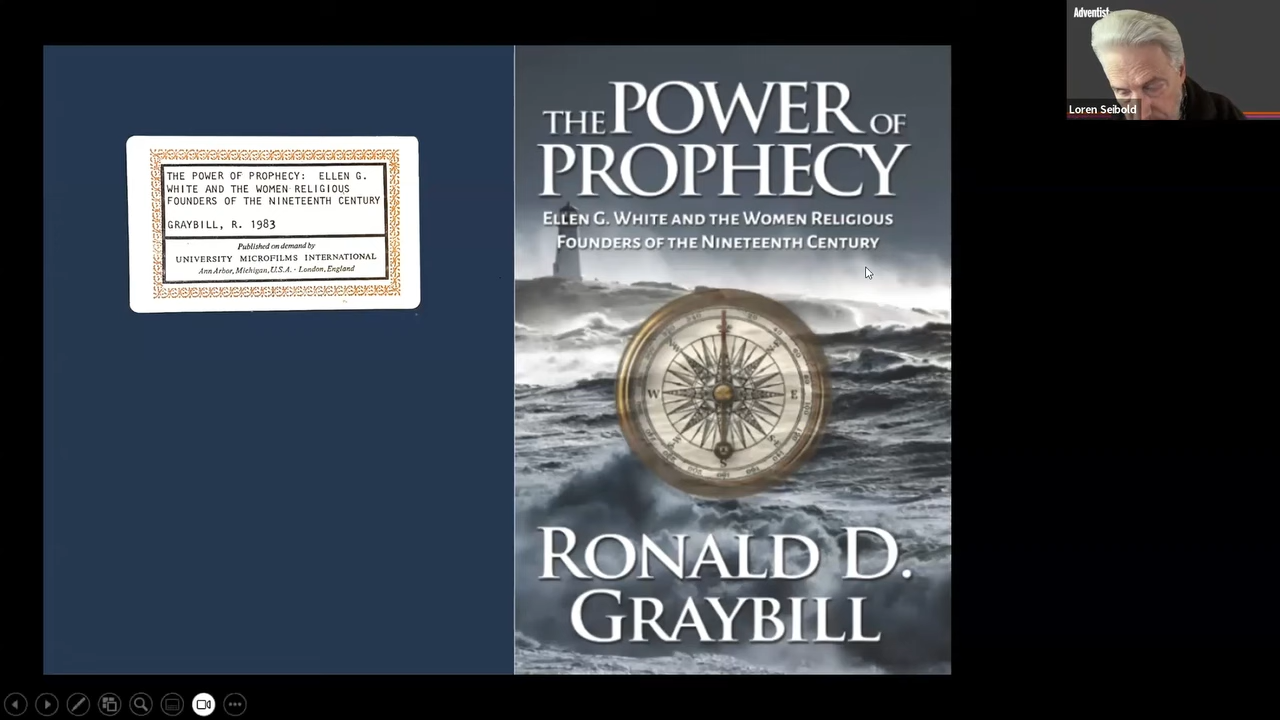 THE POWER OF PROPHECY: ELLEN G.
WHITE AND THE WOMEN RELIGIOUS
FOUNDERS OF THE NINETEENTH CENTURY
GRAYBILL, R. 1983
Published on demand by
UNIVERSITY MICROFILMS INTERNATIONAL
Ann Arbor, Michigan, U.S.A. · London, England
THE POWER OF
PROPHECY
ELLEN G. WHITE AND THE WOMEN RELIGIOUS
FOUNDERS OF THE NINETEENTH CENTURY
W
E
S
RONALD D.
GRAYBILL
Adventist
Loren Seibold